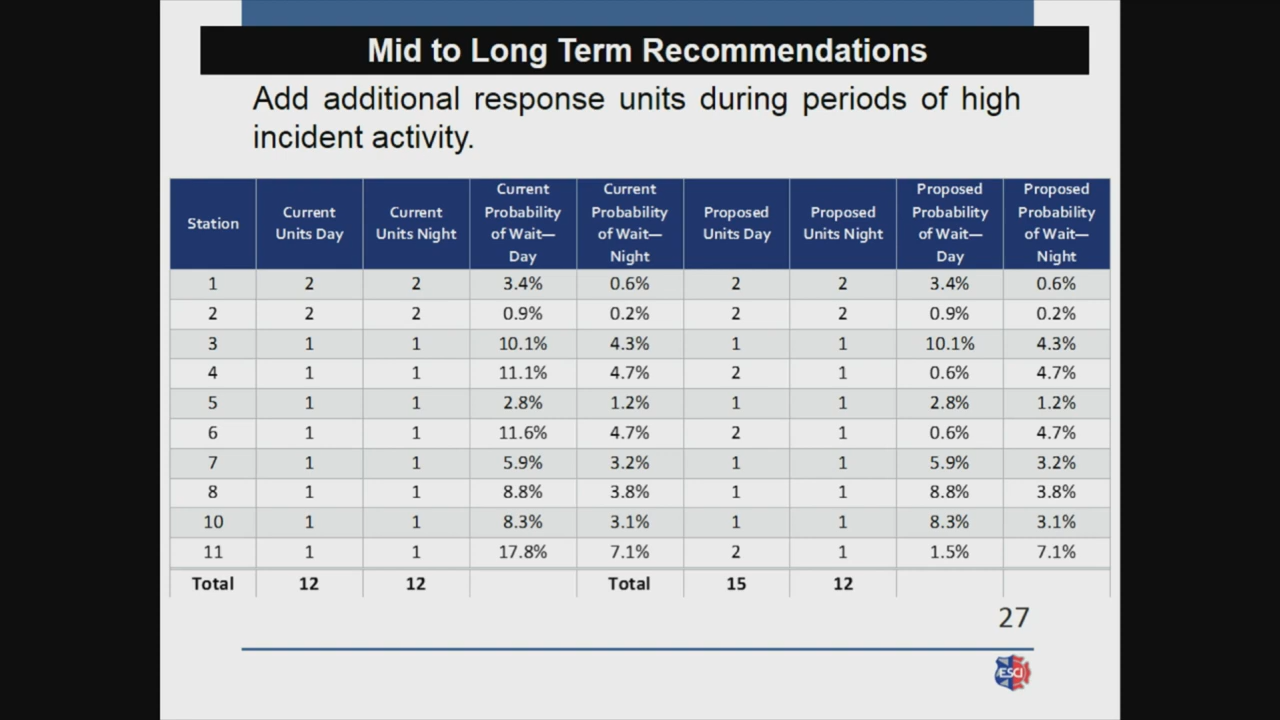 Mid to Long Term Recommendations
Add additional response units during periods of high
incident activity.
Station | Current Units Day | Current Units Night | Current Probability of Wait—Day | Current Probability of Wait—Night | Proposed Units Day | Proposed Units Night | Proposed Probability of Wait—Day | Proposed Probability of Wait—Night
1 2 2 3.4% 0.6% 2 2 3.4% 0.6%
2 2 2 0.9% 0.2% 2 2 0.9% 0.2%
3 1 1 10.1% 4.3% 1 1 10.1% 4.3%
4 1 1 11.1% 4.7% 2 1 0.6% 4.7%
5 1 1 2.8% 1.2% 1 1 2.8% 1.2%
6 1 1 11.6% 4.7% 2 1 0.6% 4.7%
7 1 1 5.9% 3.2% 1 1 5.9% 3.2%
8 1 1 8.8% 3.8% 1 1 8.8% 3.8%
10 1 1 8.3% 3.1% 1 1 8.3% 3.1%
11 1 1 17.8% 7.1% 2 1 1.5% 7.1%
Total 12 12 Total 15 12
27
ESCI